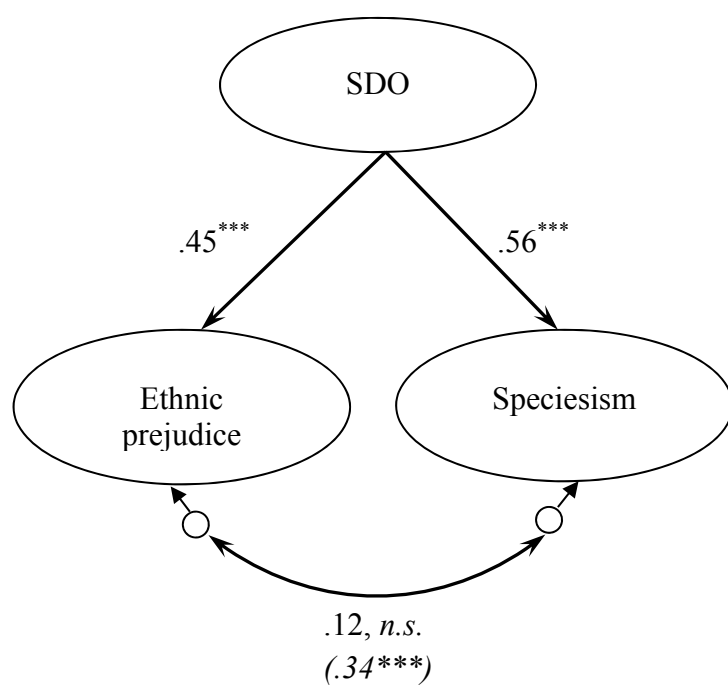 SDO
.45***
.56***
Ethnic
prejudice
Speciesism
.12, n.s.
(.34***)